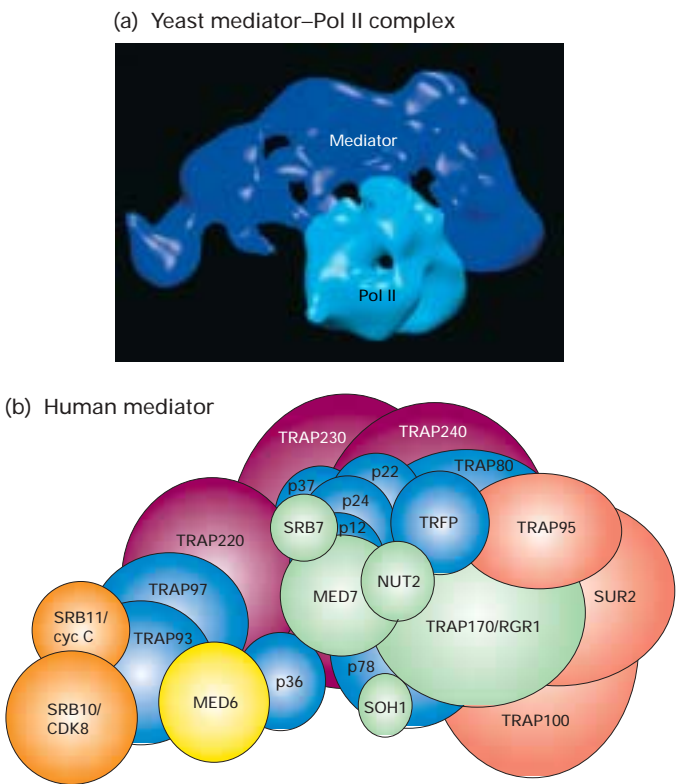 (a) Yeast mediator–Pol II complex
Mediator
Pol II
(b) Human mediator
TRAP230
TRAP240
p22
TRAP80
p37
p24
SRB7
p12
TRFP
TRAP95
TRAP220
TRAP97
MED7
NUT2
SUR2
SRB11/
cyc C
TRAP93
TRAP170/RGR1
p36
p78
MED6
SRB10/
CDK8
SOH1
TRAP100